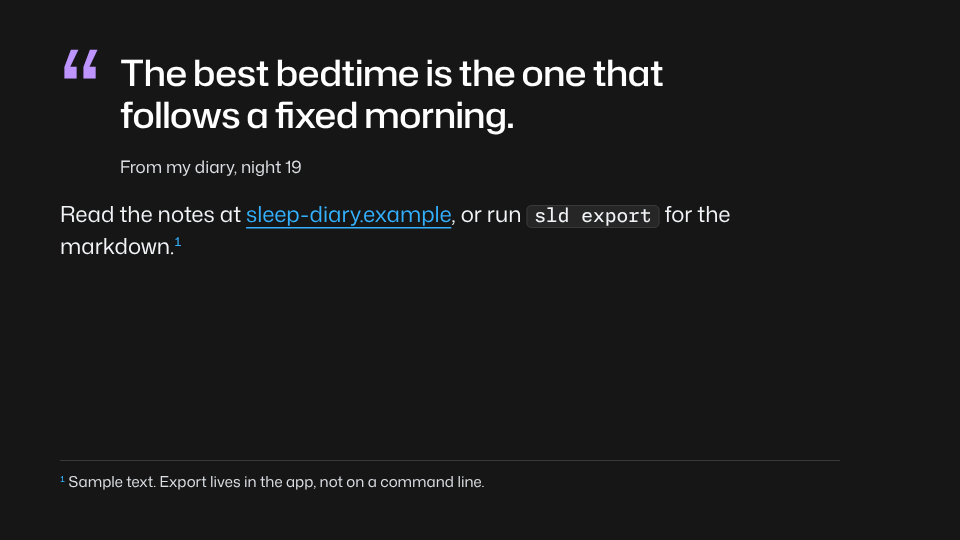 “ The best bedtime is the one that
follows a fixed morning.
From my diary, night 19
Read the notes at sleep-diary.example, or run sld export for the
markdown.¹
¹ Sample text. Export lives in the app, not on a command line.